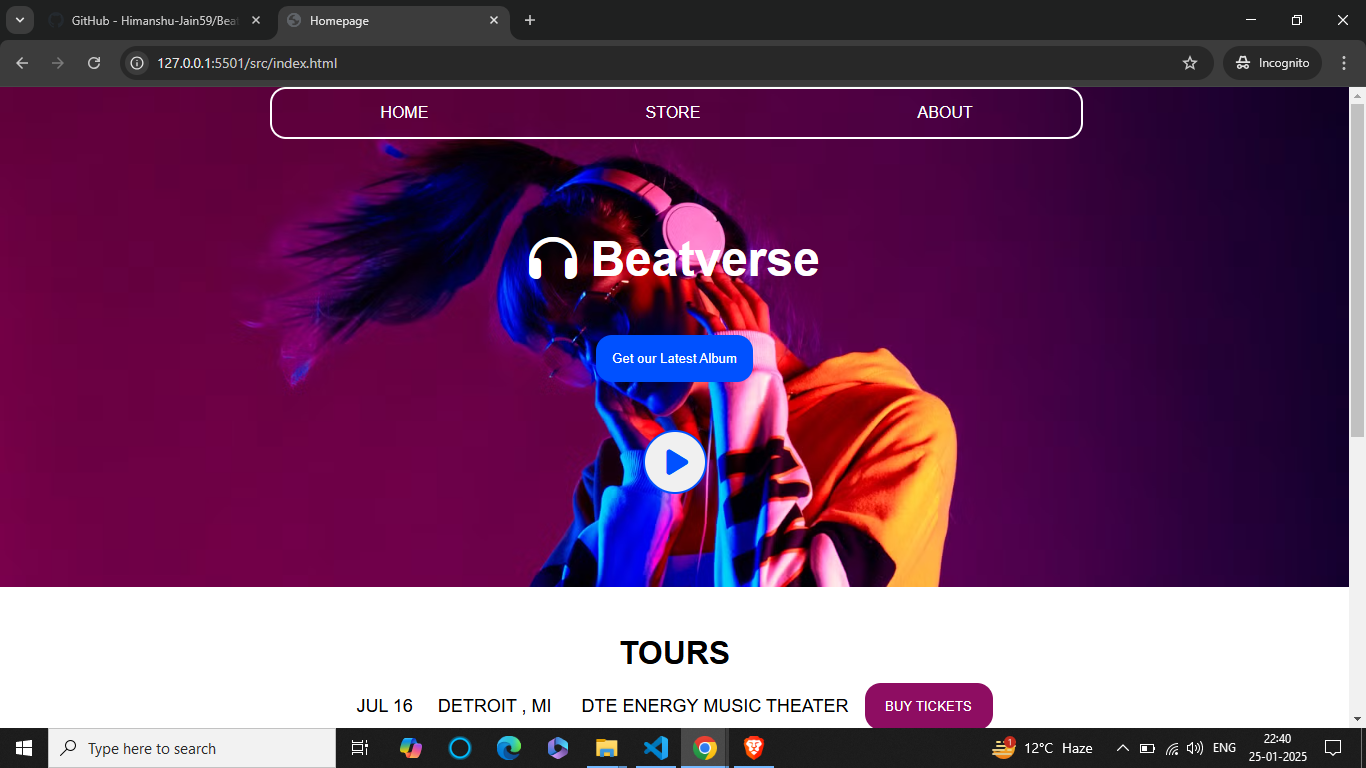 GitHub - Himanshu-Jain59/Beat
Homepage
127.0.0.1:5501/src/index.html
Incognito
HOME STORE ABOUT
Beatverse
Get our Latest Album
TOURS
JUL 16 DETROIT , MI DTE ENERGY MUSIC THEATER BUY TICKETS
Type here to search
1
12°C Haze
ENG
22:40
25-01-2025